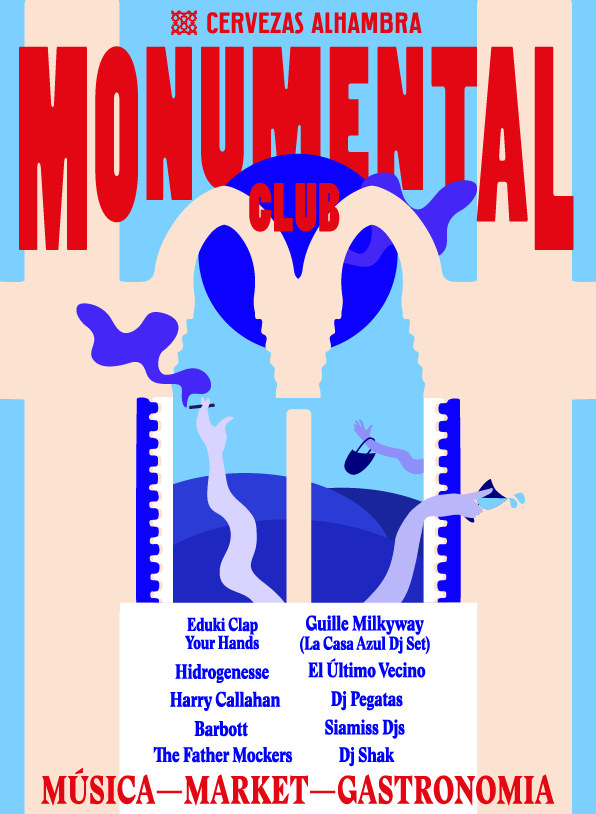 CERVEZAS ALHAMBRA
MONUMENTAL
CLUB
Eduki Clap
Your Hands
Hidrogenesse
Harry Callahan
Barbott
The Father Mockers
Guille Milkyway
(La Casa Azul Dj Set)
El Último Vecino
Dj Pegatas
Siamiss Djs
Dj Shak
MÚSICA—MARKET—GASTRONOMIA